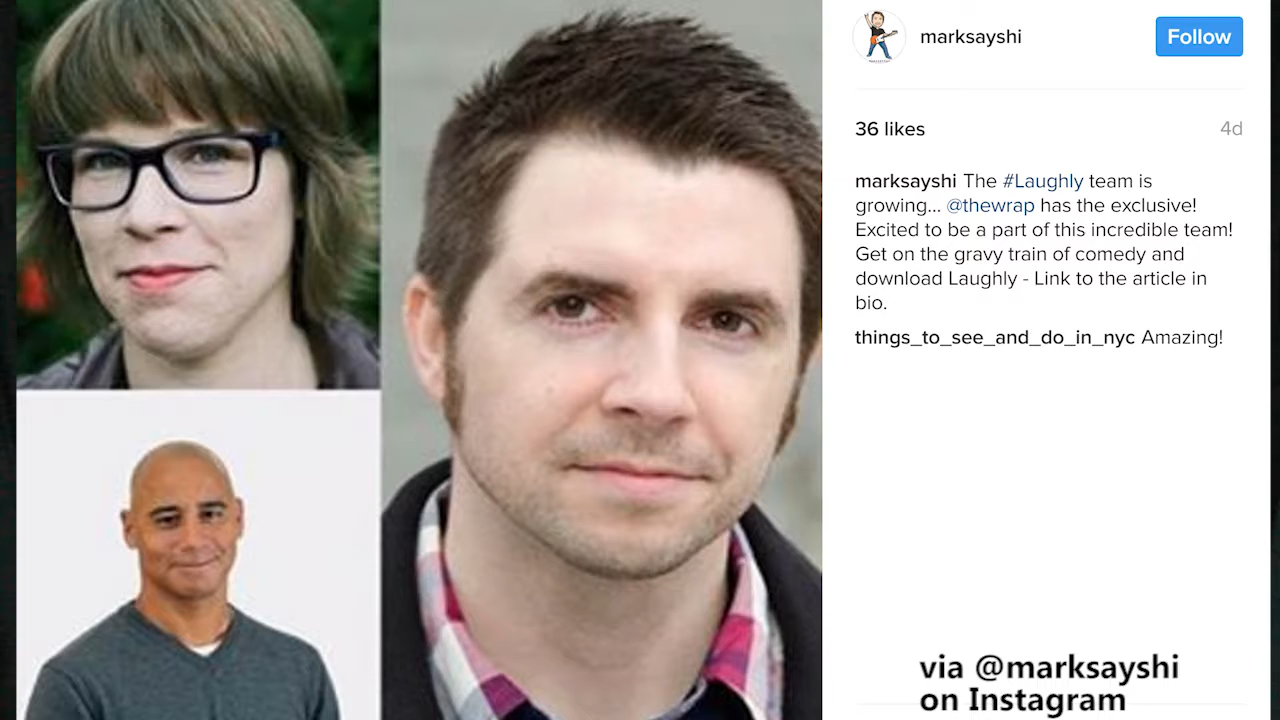 marksayshi
Follow
36 likes
4d
marksayshi The #Laughly team is
growing... @thewrap has the exclusive!
Excited to be a part of this incredible team!
Get on the gravy train of comedy and
download Laughly - Link to the article in
bio.
things_to_see_and_do_in_nyc Amazing!
via @marksayshi
on Instagram